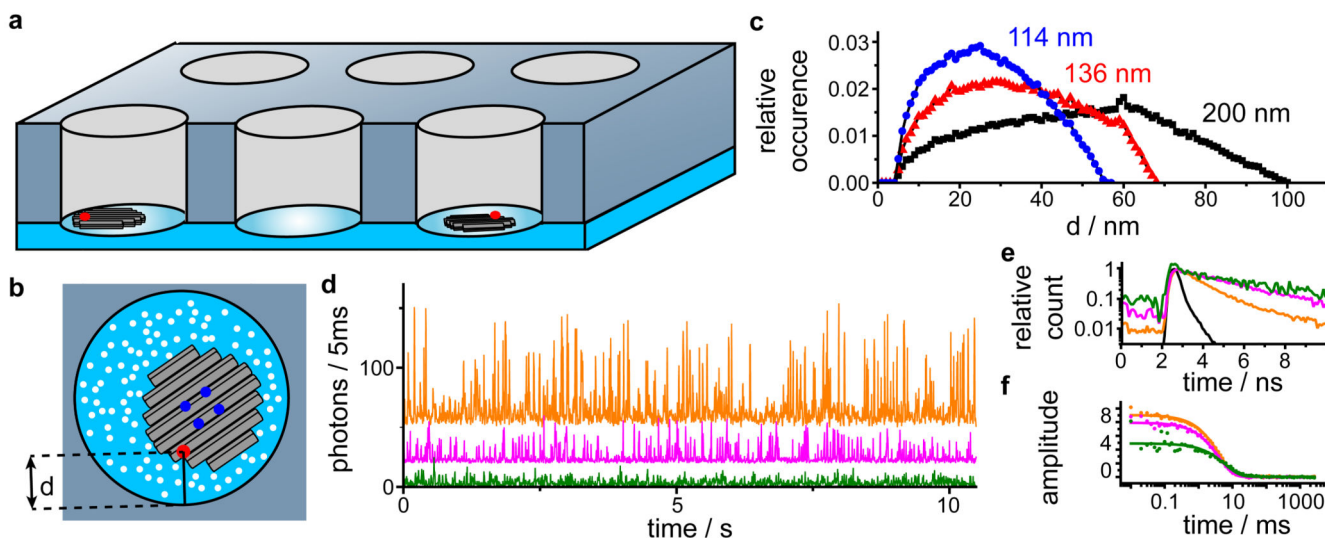 a
b
d
c
114 nm
136 nm
200 nm
relative
occurence
0.03
0.02
0.01
0.00
0 20 40 60 80 100
d / nm
d
photons / 5ms
100
0
0 5 10
time / s
e
relative
count
1
0.1
0.01
0 2 4 6 8
time / ns
f
amplitude
8
4
0
0.1 10 1000
time / ms